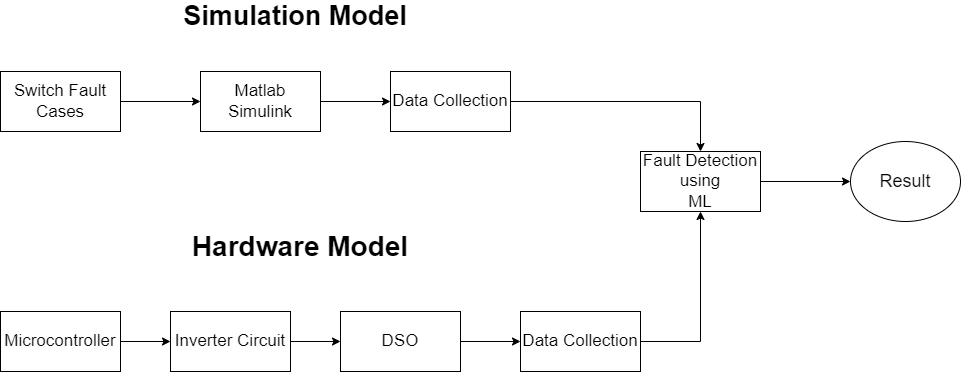 Simulation Model
Switch Fault
Cases
Matlab
Simulink
Data Collection
Fault Detection
using
ML
Result
Hardware Model
Microcontroller
Inverter Circuit
DSO
Data Collection